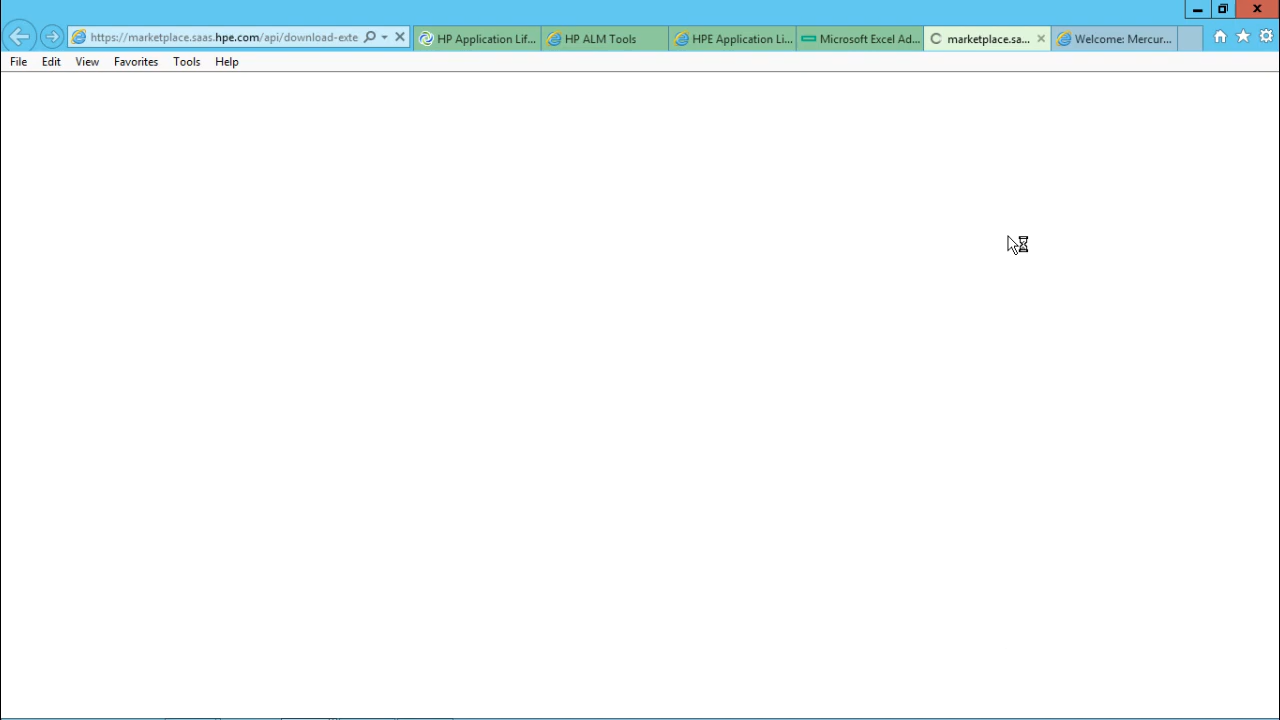 https://marketplace.saas.hpe.com/api/download-exte
HP Application Lif...
HP ALM Tools
HPE Application Li...
Microsoft Excel Ad...
marketplace.sa...
Welcome: Mercur...
File Edit View Favorites Tools Help